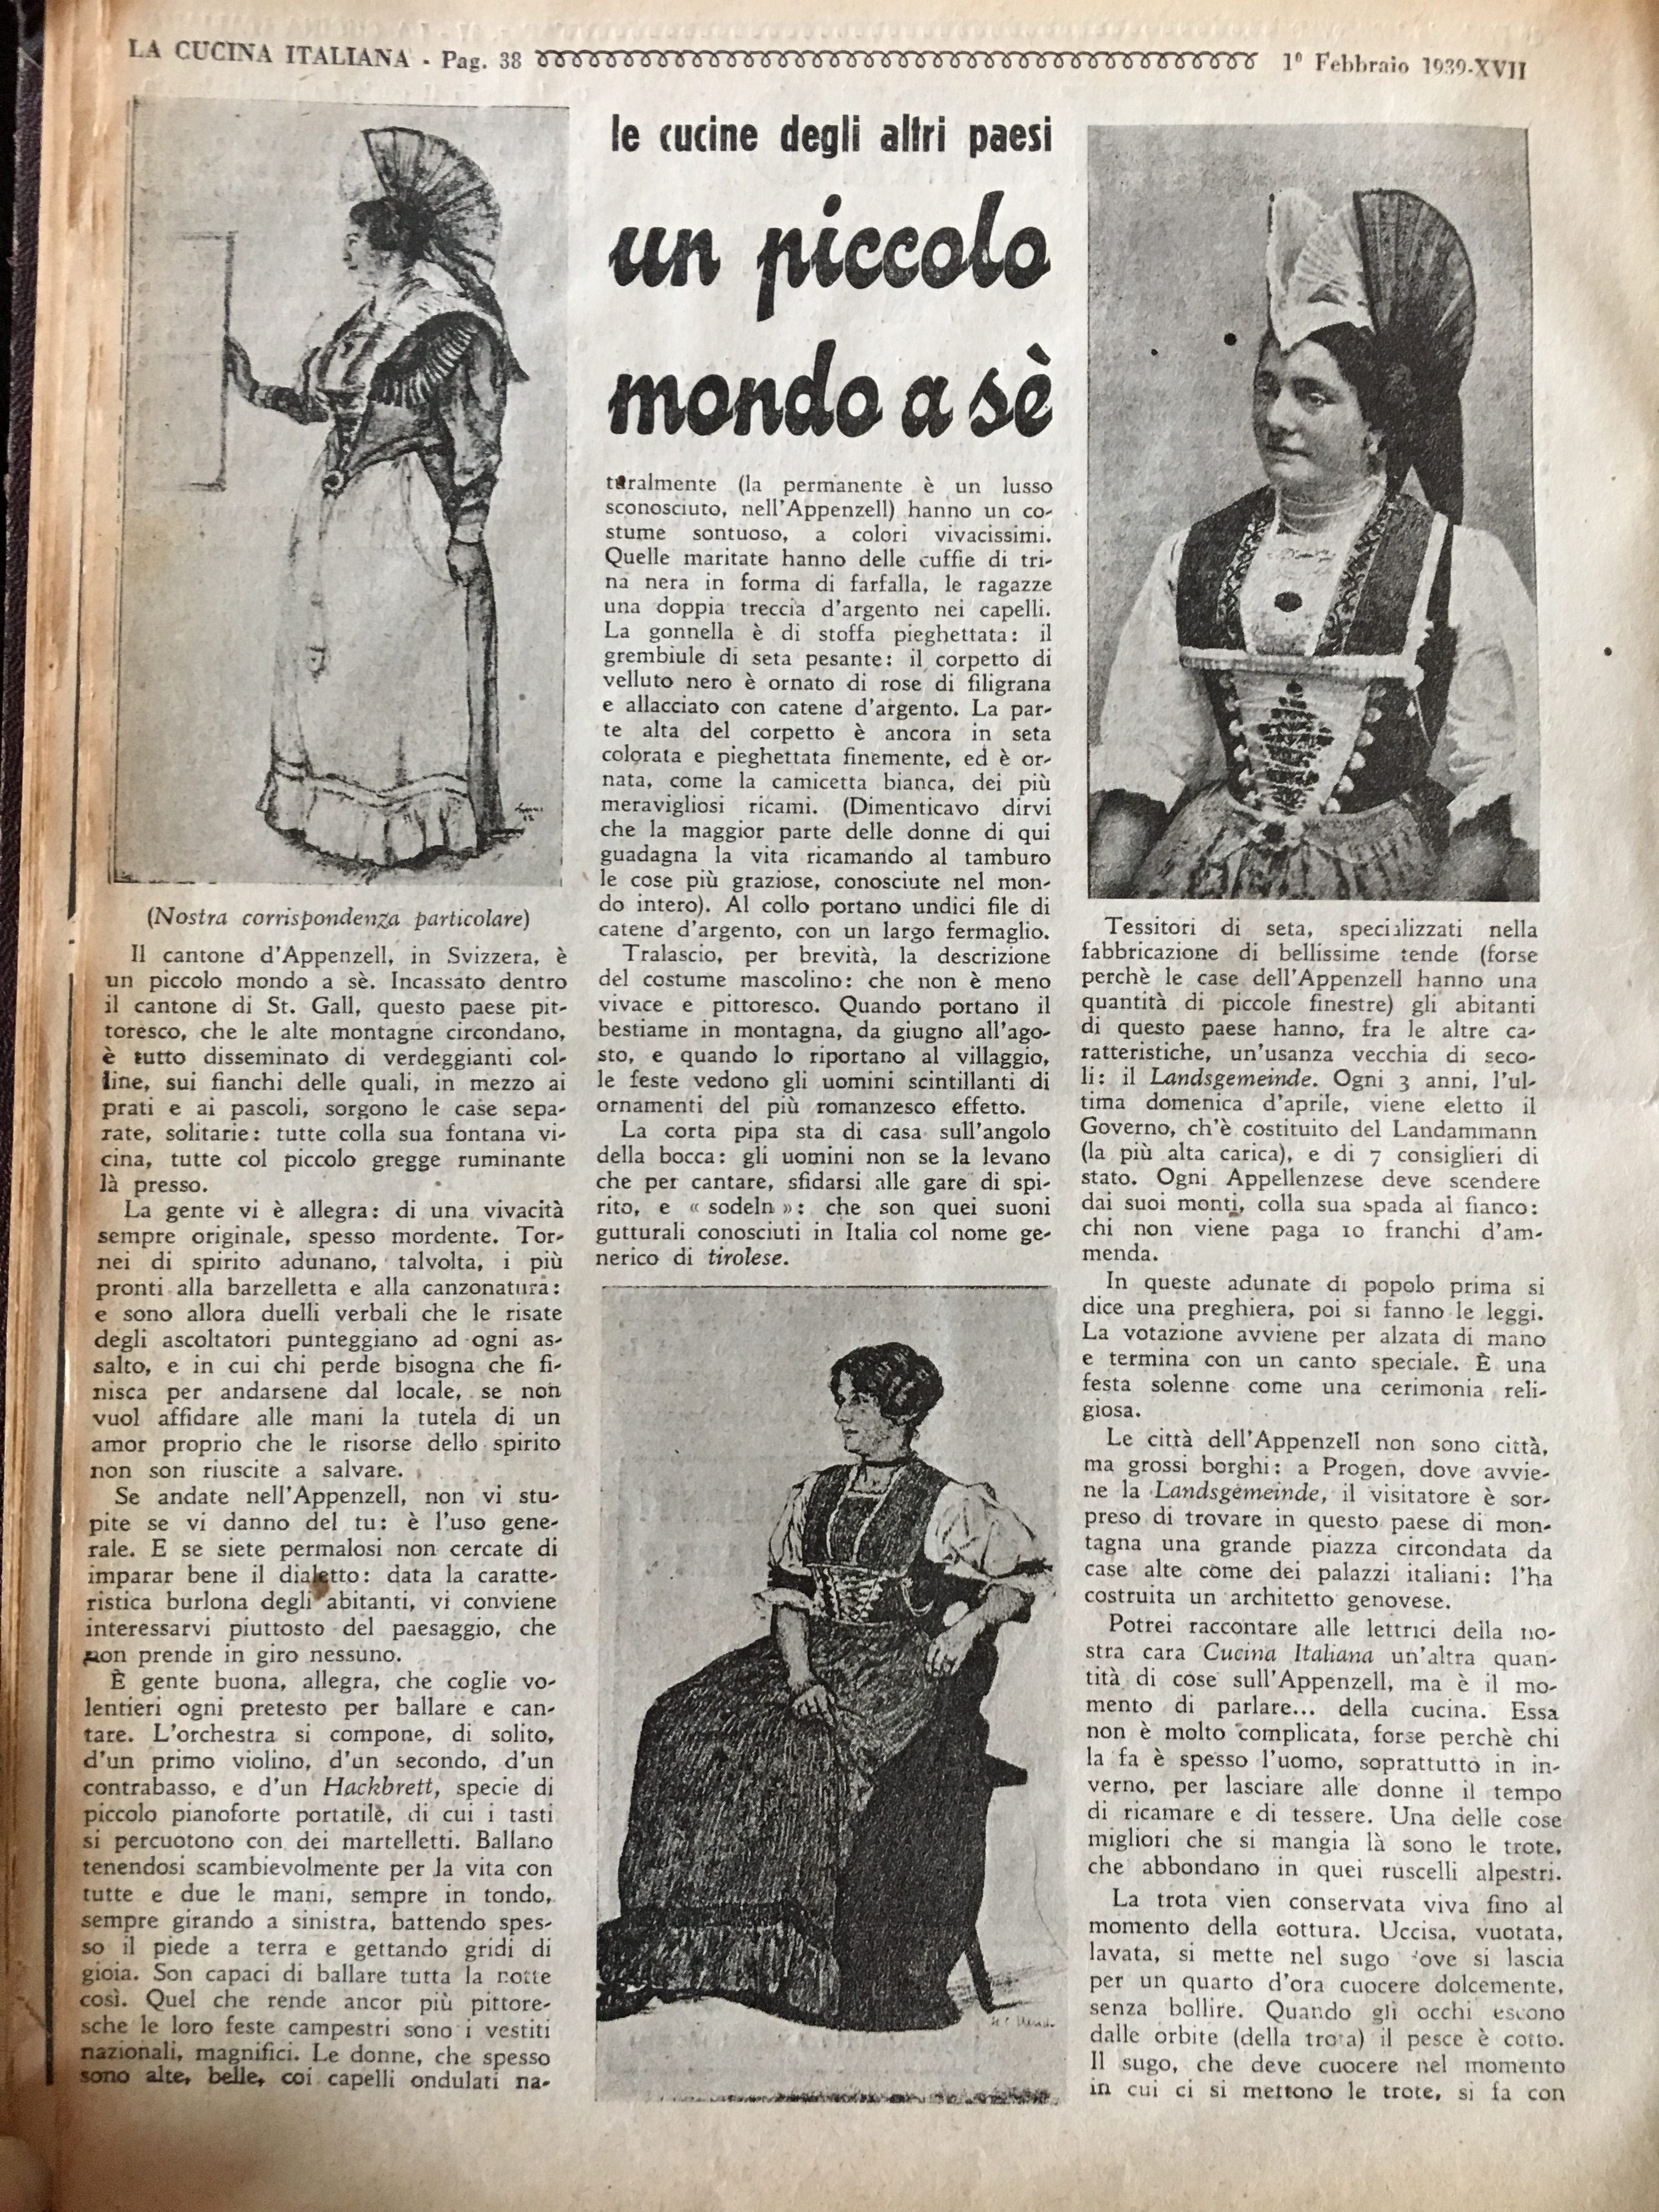 LA CUCINA ITALIANA - Pag. 38
1° Febbraio 1939-XVII
le cucine degli altri paesi
un piccolo
mondo a sè
(Nostra corrispondenza particolare)
Il cantone d'Appenzell, in Svizzera, è
un piccolo mondo a sè. Incassato dentro
il cantone di St. Gall, questo paese pit-
toresco, che le alte montagne circondano,
è tutto disseminato di verdeggianti col-
line, sui fianchi delle quali, in mezzo ai
prati e ai pascoli, sorgono le case sepa-
rate, solitarie: tutte colla sua fontana vi-
cina, tutte col piccolo gregge ruminante
là presso.
La gente vi è allegra: di una vivacità
sempre originale, spesso mordente. Tor-
nei di spirito adunano, talvolta, i più
pronti alla barzelletta e alla canzonatura:
e sono allora duelli verbali che le risate
degli ascoltatori punteggiano ad ogni as-
salto, e in cui chi perde bisogna che fi-
nisca per andarsene dal locale, se non
vuol affidare alle mani la tutela di un
amor proprio che le risorse dello spirito
non son riuscite a salvare.
Se andate nell'Appenzell, non vi stu-
pite se vi danno del tu: è l'uso gene-
rale. E se siete permalosi non cercate di
imparar bene il dialetto: data la caratte-
ristica burlona degli abitanti, vi conviene
interessarvi piuttosto del paesaggio, che
non prende in giro nessuno.
È gente buona, allegra, che coglie vo-
lentieri ogni pretesto per ballare e can-
tare. L'orchestra si compone, di solito,
d'un primo violino, d'un secondo, d'un
contrabasso, e d'un Hackbrett, specie di
piccolo pianoforte portatile, di cui i tasti
si percuotono con dei martelletti. Ballano
tenendosi scambievolmente per la vita con
tutte e due le mani, sempre in tondo,
sempre girando a sinistra, battendo spes-
so il piede a terra e gettando gridi di
gioia. Son capaci di ballare tutta la notte
così. Quel che rende ancor più pittore-
sche le loro feste campestri sono i vestiti
nazionali, magnifici. Le donne, che spesso
sono alte, belle, coi capelli ondulati na-
turalmente (la permanente è un lusso
sconosciuto, nell'Appenzell) hanno un co-
stume sontuoso, a colori vivacissimi.
Quelle maritate hanno delle cuffie di tri-
na nera in forma di farfalla, le ragazze
una doppia treccia d'argento nei capelli.
La gonnella è di stoffa pieghettata: il
grembiule di seta pesante: il corpetto di
velluto nero è ornato di rose di filigrana
e allacciato con catene d'argento. La par-
te alta del corpetto è ancora in seta
colorata e pieghettata finemente, ed è or-
nata, come la camicetta bianca, dei più
meravigliosi ricami. (Dimenticavo dirvi
che la maggior parte delle donne di qui
guadagna la vita ricamando al tamburo
le cose più graziose, conosciute nel mon-
do intero). Al collo portano undici file di
catene d'argento, con un largo fermaglio.
Tralascio, per brevità, la descrizione
del costume mascolino: che non è meno
vivace e pittoresco. Quando portano il
bestiame in montagna, da giugno all'ago-
sto, e quando lo riportano al villaggio,
le feste vedono gli uomini scintillanti di
ornamenti del più romanzesco effetto.
La corta pipa sta di casa sull'angolo
della bocca: gli uomini non se la levano
che per cantare, sfidarsi alle gare di spi-
rito, e « sodeln »: che son quei suoni
gutturali conosciuti in Italia col nome ge-
nerico di tirolese.
Tessitori di seta, specializzati nella
fabbricazione di bellissime tende (forse
perchè le case dell'Appenzell hanno una
quantità di piccole finestre) gli abitanti
di questo paese hanno, fra le altre ca-
ratteristiche, un'usanza vecchia di seco-
li: il Landsgemeinde. Ogni 3 anni, l'ul-
tima domenica d'aprile, viene eletto il
Governo, ch'è costituito del Landammann
(la più alta carica), e di 7 consiglieri di
stato. Ogni Appellenzese deve scendere
dai suoi monti, colla sua spada al fianco:
chi non viene paga 10 franchi d'am-
menda.
In queste adunate di popolo prima si
dice una preghiera, poi si fanno le leggi.
La votazione avviene per alzata di mano
e termina con un canto speciale. È una
festa solenne come una cerimonia reli-
giosa.
Le città dell'Appenzell non sono città,
ma grossi borghi: a Progen, dove avvie-
ne la Landsgemeinde, il visitatore è sor-
preso di trovare in questo paese di mon-
tagna una grande piazza circondata da
case alte come dei palazzi italiani: l'ha
costruita un architetto genovese.
Potrei raccontare alle lettrici della no-
stra cara Cucina Italiana un'altra quan-
tità di cose sull'Appenzell, ma è il mo-
mento di parlare... della cucina. Essa
non è molto complicata, forse perchè chi
la fa è spesso l'uomo, soprattutto in in-
verno, per lasciare alle donne il tempo
di ricamare e di tessere. Una delle cose
migliori che si mangia là sono le trote,
che abbondano in quei ruscelli alpestri.
La trota vien conservata viva fino al
momento della cottura. Uccisa, vuotata,
lavata, si mette nel sugo ove si lascia
per un quarto d'ora cuocere dolcemente,
senza bollire. Quando gli occhi escono
dalle orbite (della trota) il pesce è cotto.
Il sugo, che deve cuocere nel momento
in cui ci si mettono le trote, si fa con